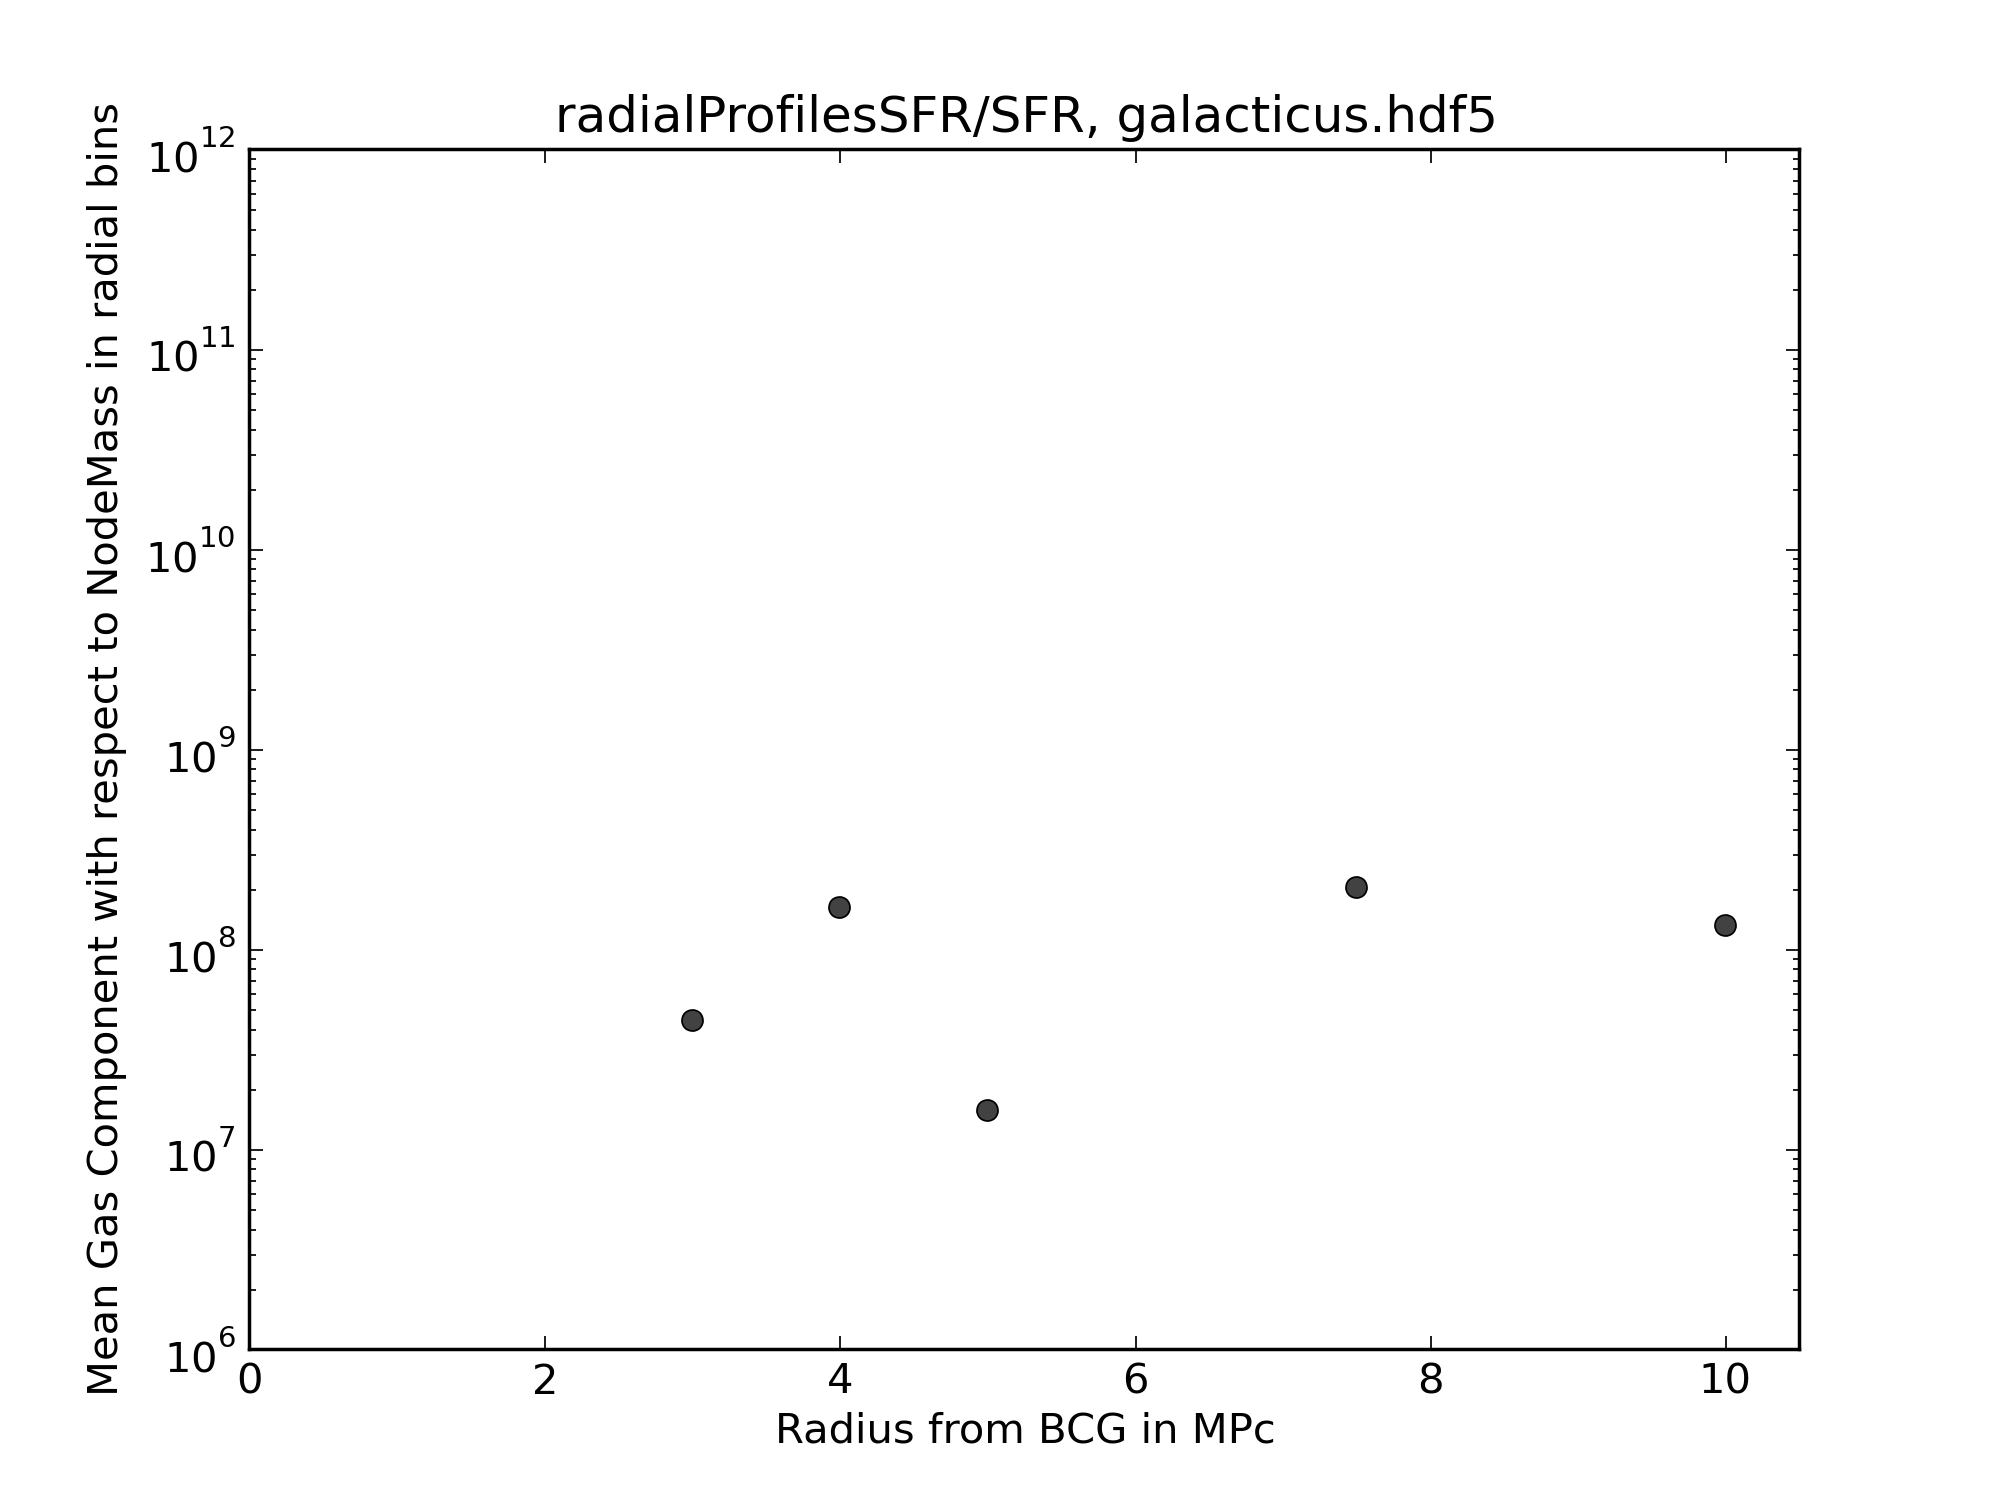 radialProfilesSFR/SFR, galacticus.hdf5
Mean Gas Component with respect to NodeMass in radial bins
10^12
10^11
10^10
10^9
10^8
10^7
10^6
0 2 4 6 8 10
Radius from BCG in MPc